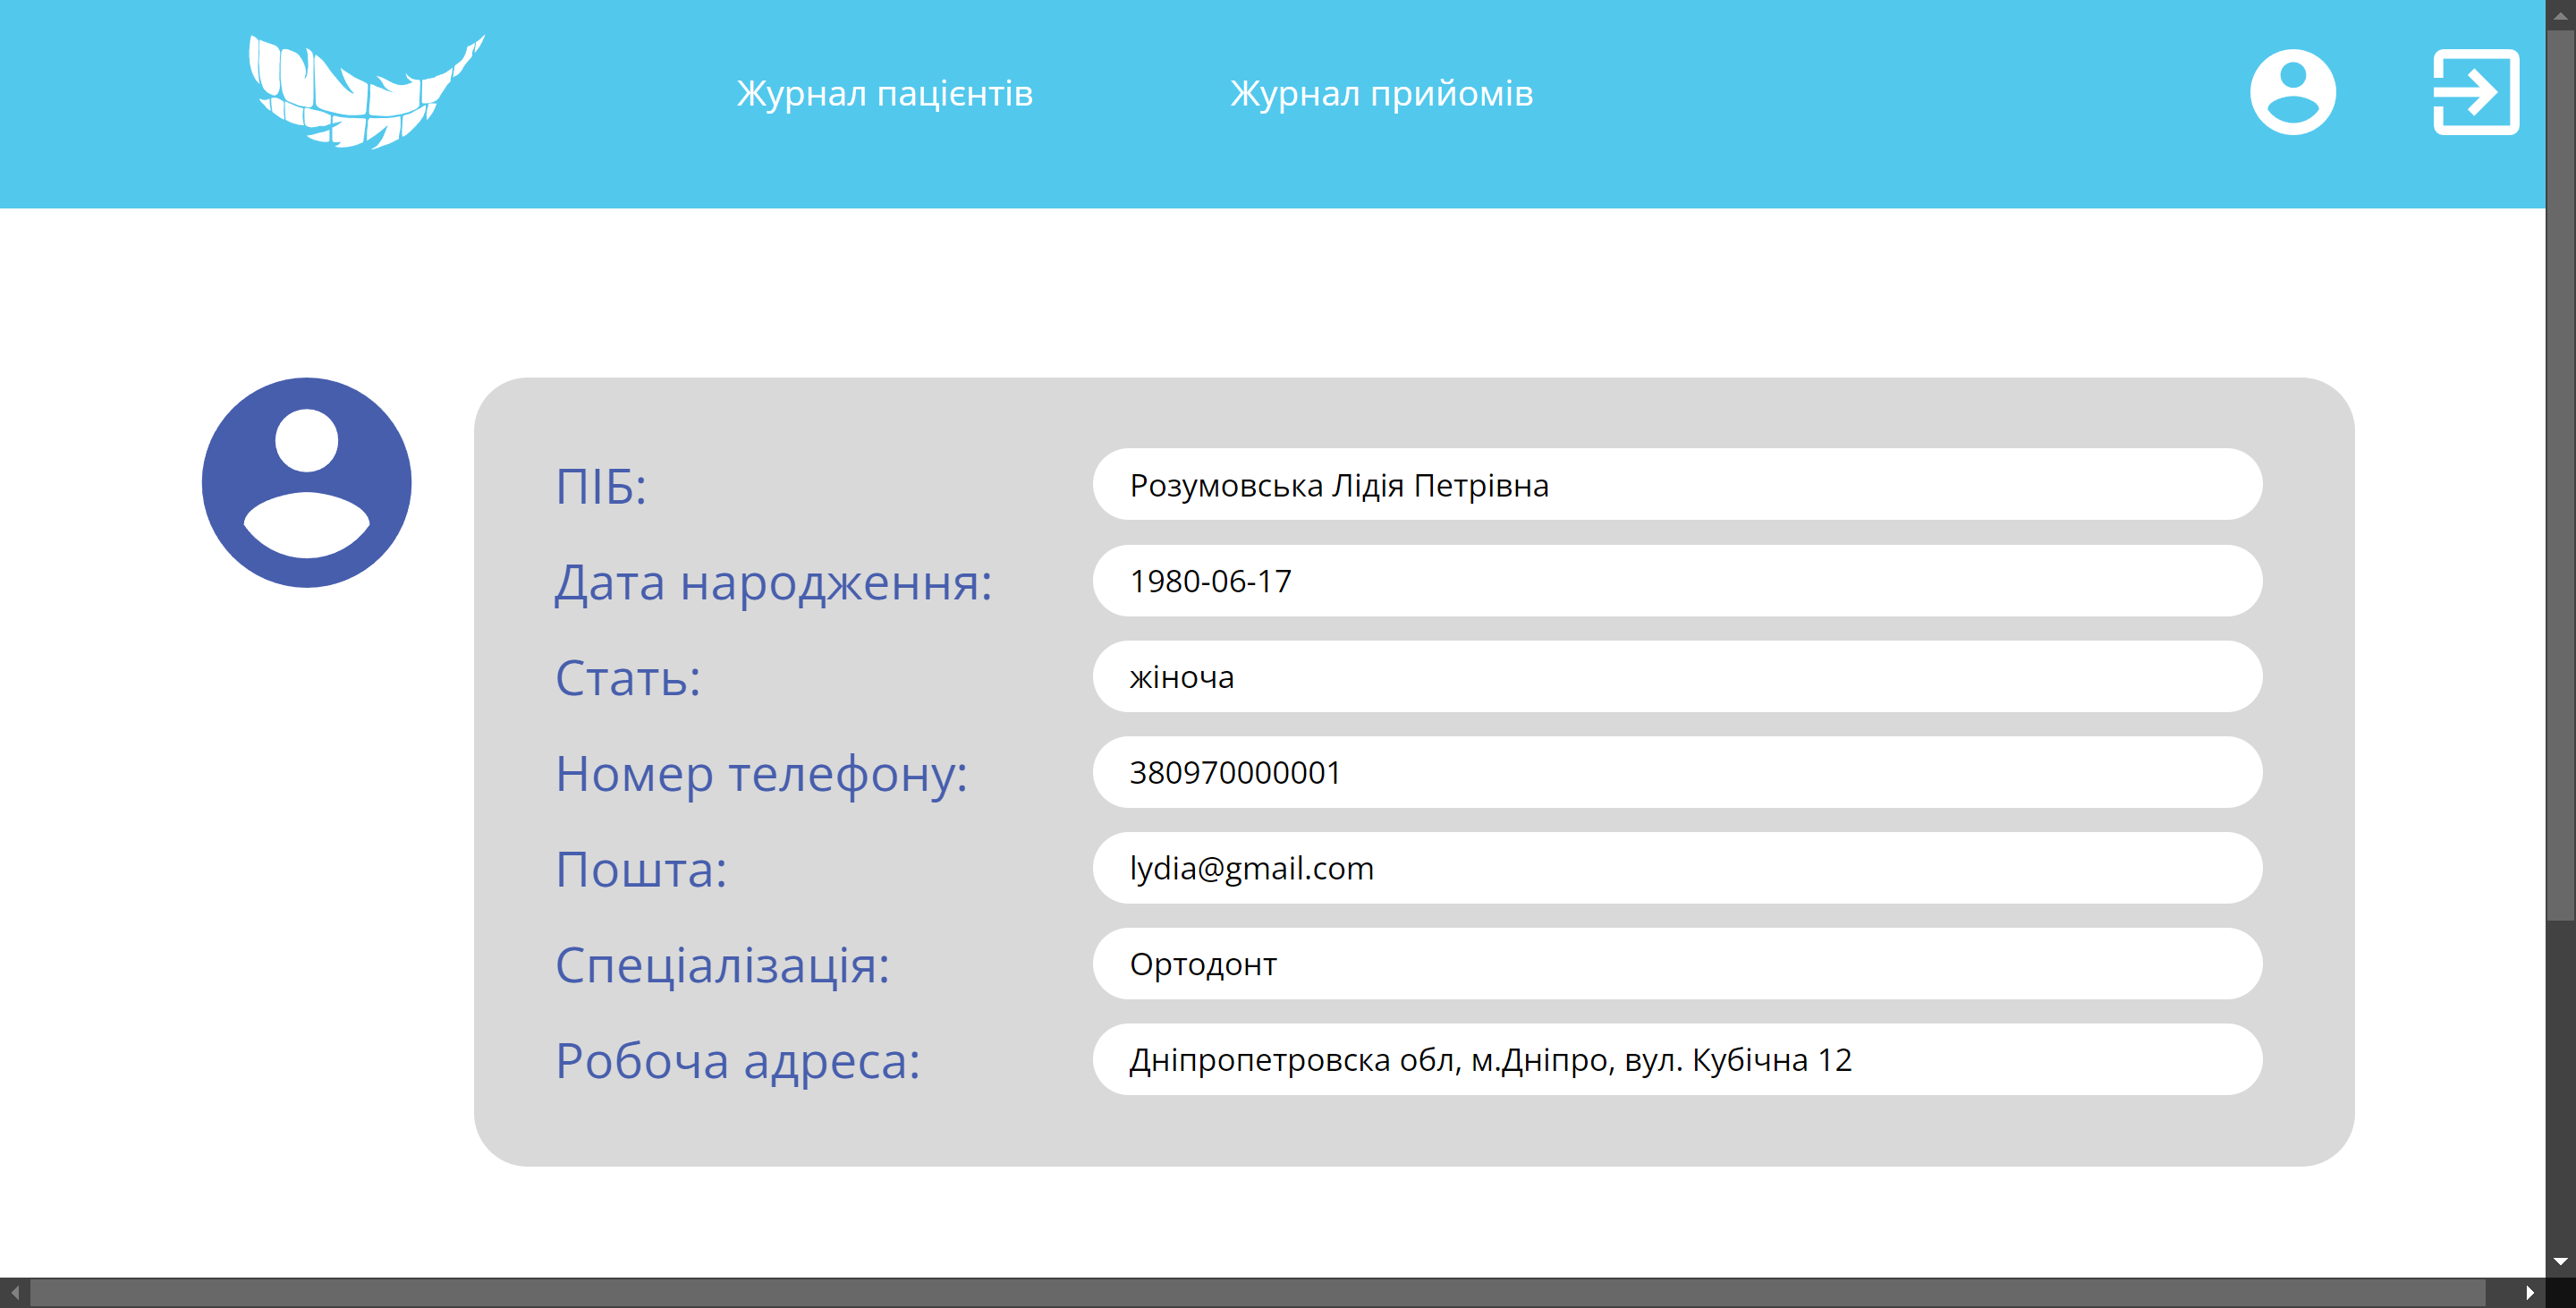 Журнал пацієнтів Журнал прийомів
ПІБ: Розумовська Лідія Петрівна
Дата народження: 1980-06-17
Стать: жіноча
Номер телефону: 380970000001
Пошта: lydia@gmail.com
Спеціалізація: Ортодонт
Робоча адреса: Дніпропетровска обл, м.Дніпро, вул. Кубічна 12